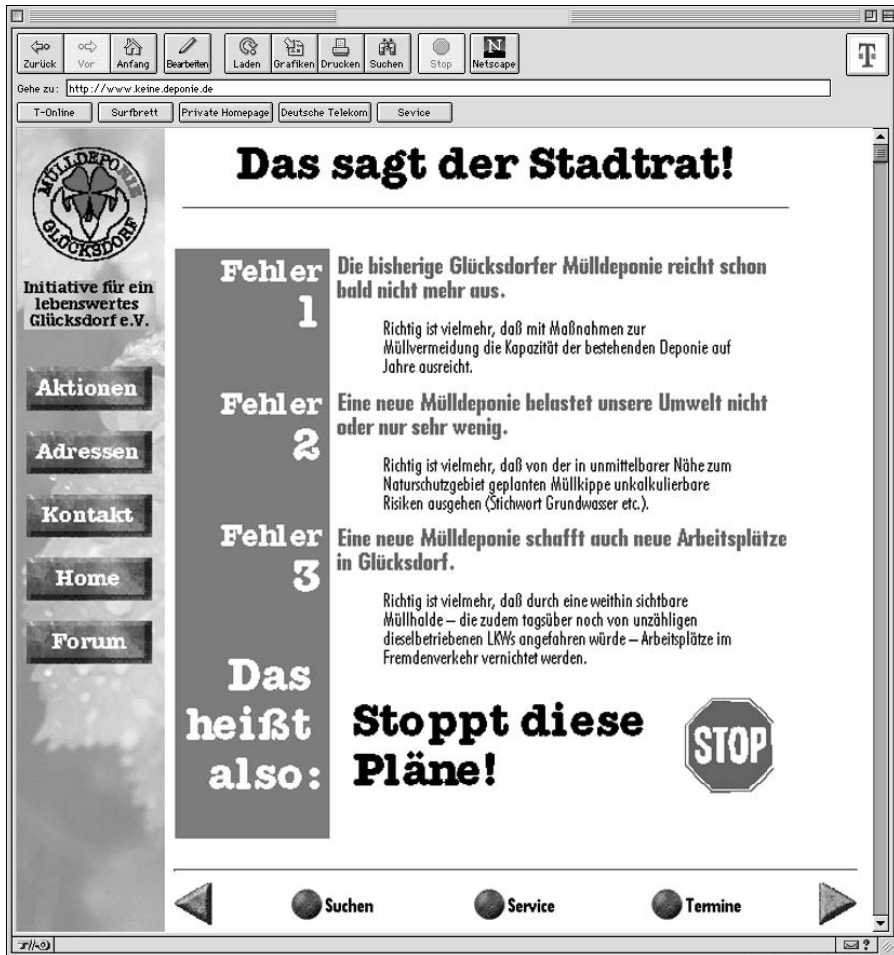 Zurück
Vor
Anfang
Bearbeiten
Laden
Grafiken
Drucken
Suchen
Stop
N
Netscape
T
Gehe zu: http://www.keine.deponie.de
T-Online
Surfbrett
Private Homepage
Deutsche Telekom
Sevice
MÜLLDEPONIE
GLÜCKSDORF
Initiative für ein
lebenswertes
Glücksdorf e.V.
Aktionen
Adressen
Kontakt
Home
Forum
Das sagt der Stadtrat!
Fehler
1
Die bisherige Glücksdorfer Mülldeponie reicht schon
bald nicht mehr aus.
Richtig ist vielmehr, daß mit Maßnahmen zur
Müllvermeidung die Kapazität der bestehenden Deponie auf
Jahre ausreicht.
Fehler
2
Eine neue Mülldeponie belastet unsere Umwelt nicht
oder nur sehr wenig.
Richtig ist vielmehr, daß von der in unmittelbarer Nähe zum
Naturschutzgebiet geplanten Müllkippe unkalkulierbare
Risiken ausgehen (Stichwort Grundwasser etc.).
Fehler
3
Eine neue Mülldeponie schafft auch neue Arbeitsplätze
in Glücksdorf.
Richtig ist vielmehr, daß durch eine weithin sichtbare
Müllhalde – die zudem tagsüber noch von unzähligen
dieselbetriebenen LKWs angefahren würde – Arbeitsplätze im
Fremdenverkehr vernichtet werden.
Das
heißt
also:
Stoppt diese
Pläne!
STOP
Suchen
Service
Termine
?